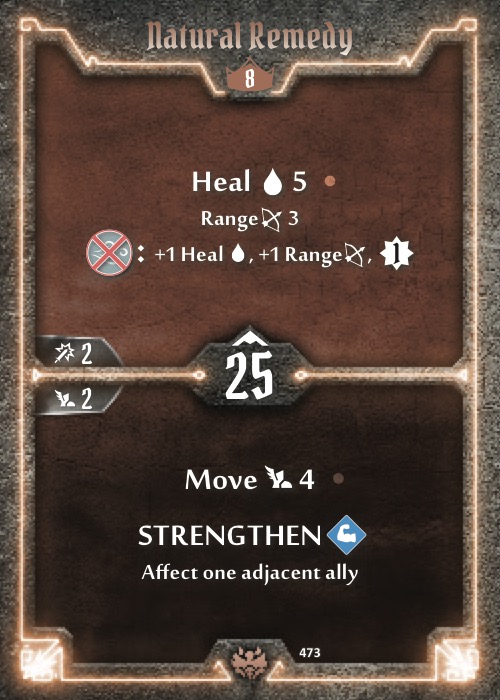 Natural Remedy
8
Heal 5
Range 3
: +1 Heal , +1 Range , 1
2
25
2
Move 4
STRENGTHEN
Affect one adjacent ally
473